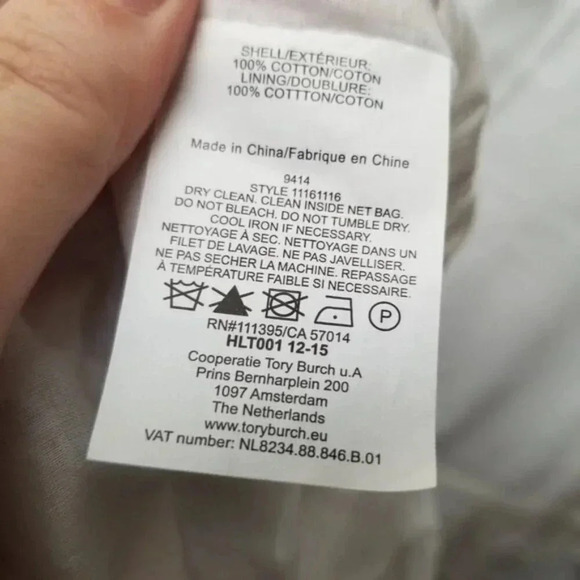 SHELL/EXTÉRIEUR:
100% COTTON/COTON
LINING/DOUBLURE:
100% COTTTON/COTON
Made in China/Fabrique en Chine
9414
STYLE 11161116
DRY CLEAN. CLEAN INSIDE NET BAG.
DO NOT BLEACH. DO NOT TUMBLE DRY.
COOL IRON IF NECESSARY.
NETTOYAGE À SEC. NETTOYAGE DANS UN
FILET DE LAVAGE. NE PAS JAVELLISER.
NE PAS SECHER LA MACHINE. REPASSAGE
À TEMPÉRATURE FAIBLE SI NECESSAIRE.
P
RN#111395/CA 57014
HLT001 12-15
Cooperatie Tory Burch u.A
Prins Bernharplein 200
1097 Amsterdam
The Netherlands
www.toryburch.eu
VAT number: NL8234.88.846.B.01